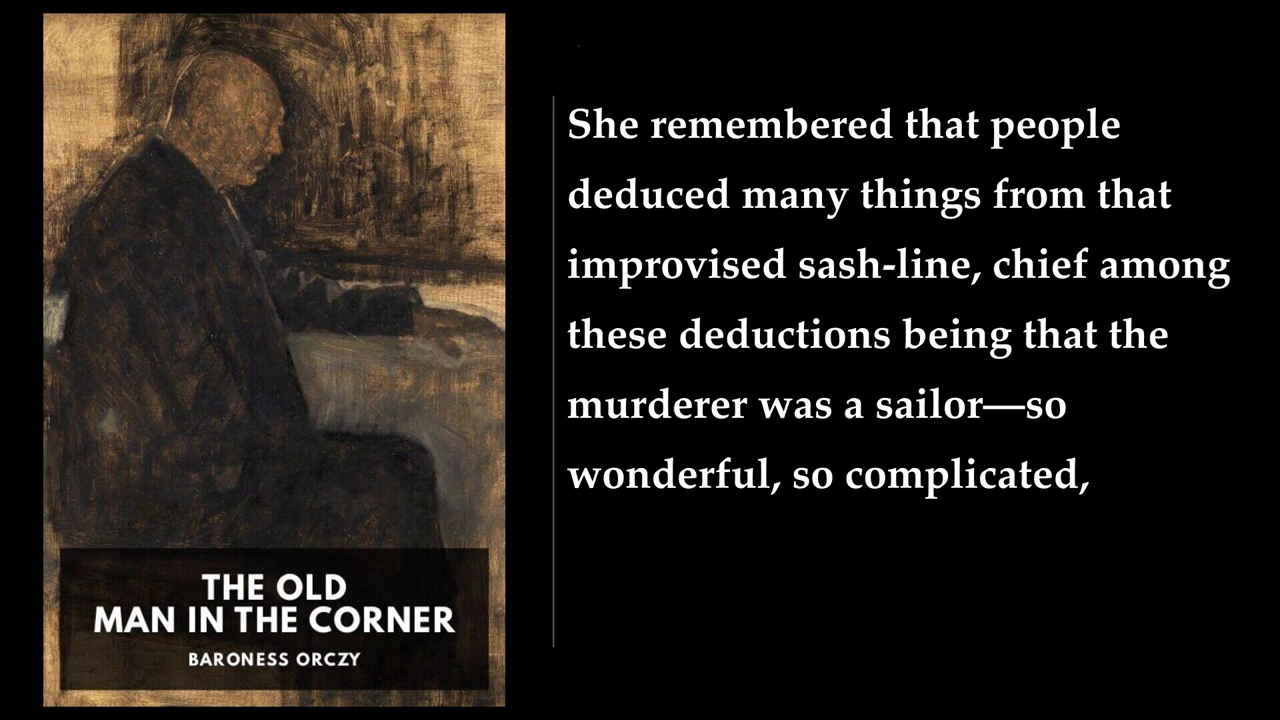 THE OLD
MAN IN THE CORNER
BARONESS ORCZY
She remembered that people
deduced many things from that
improvised sash-line, chief among
these deductions being that the
murderer was a sailor—so
wonderful, so complicated,